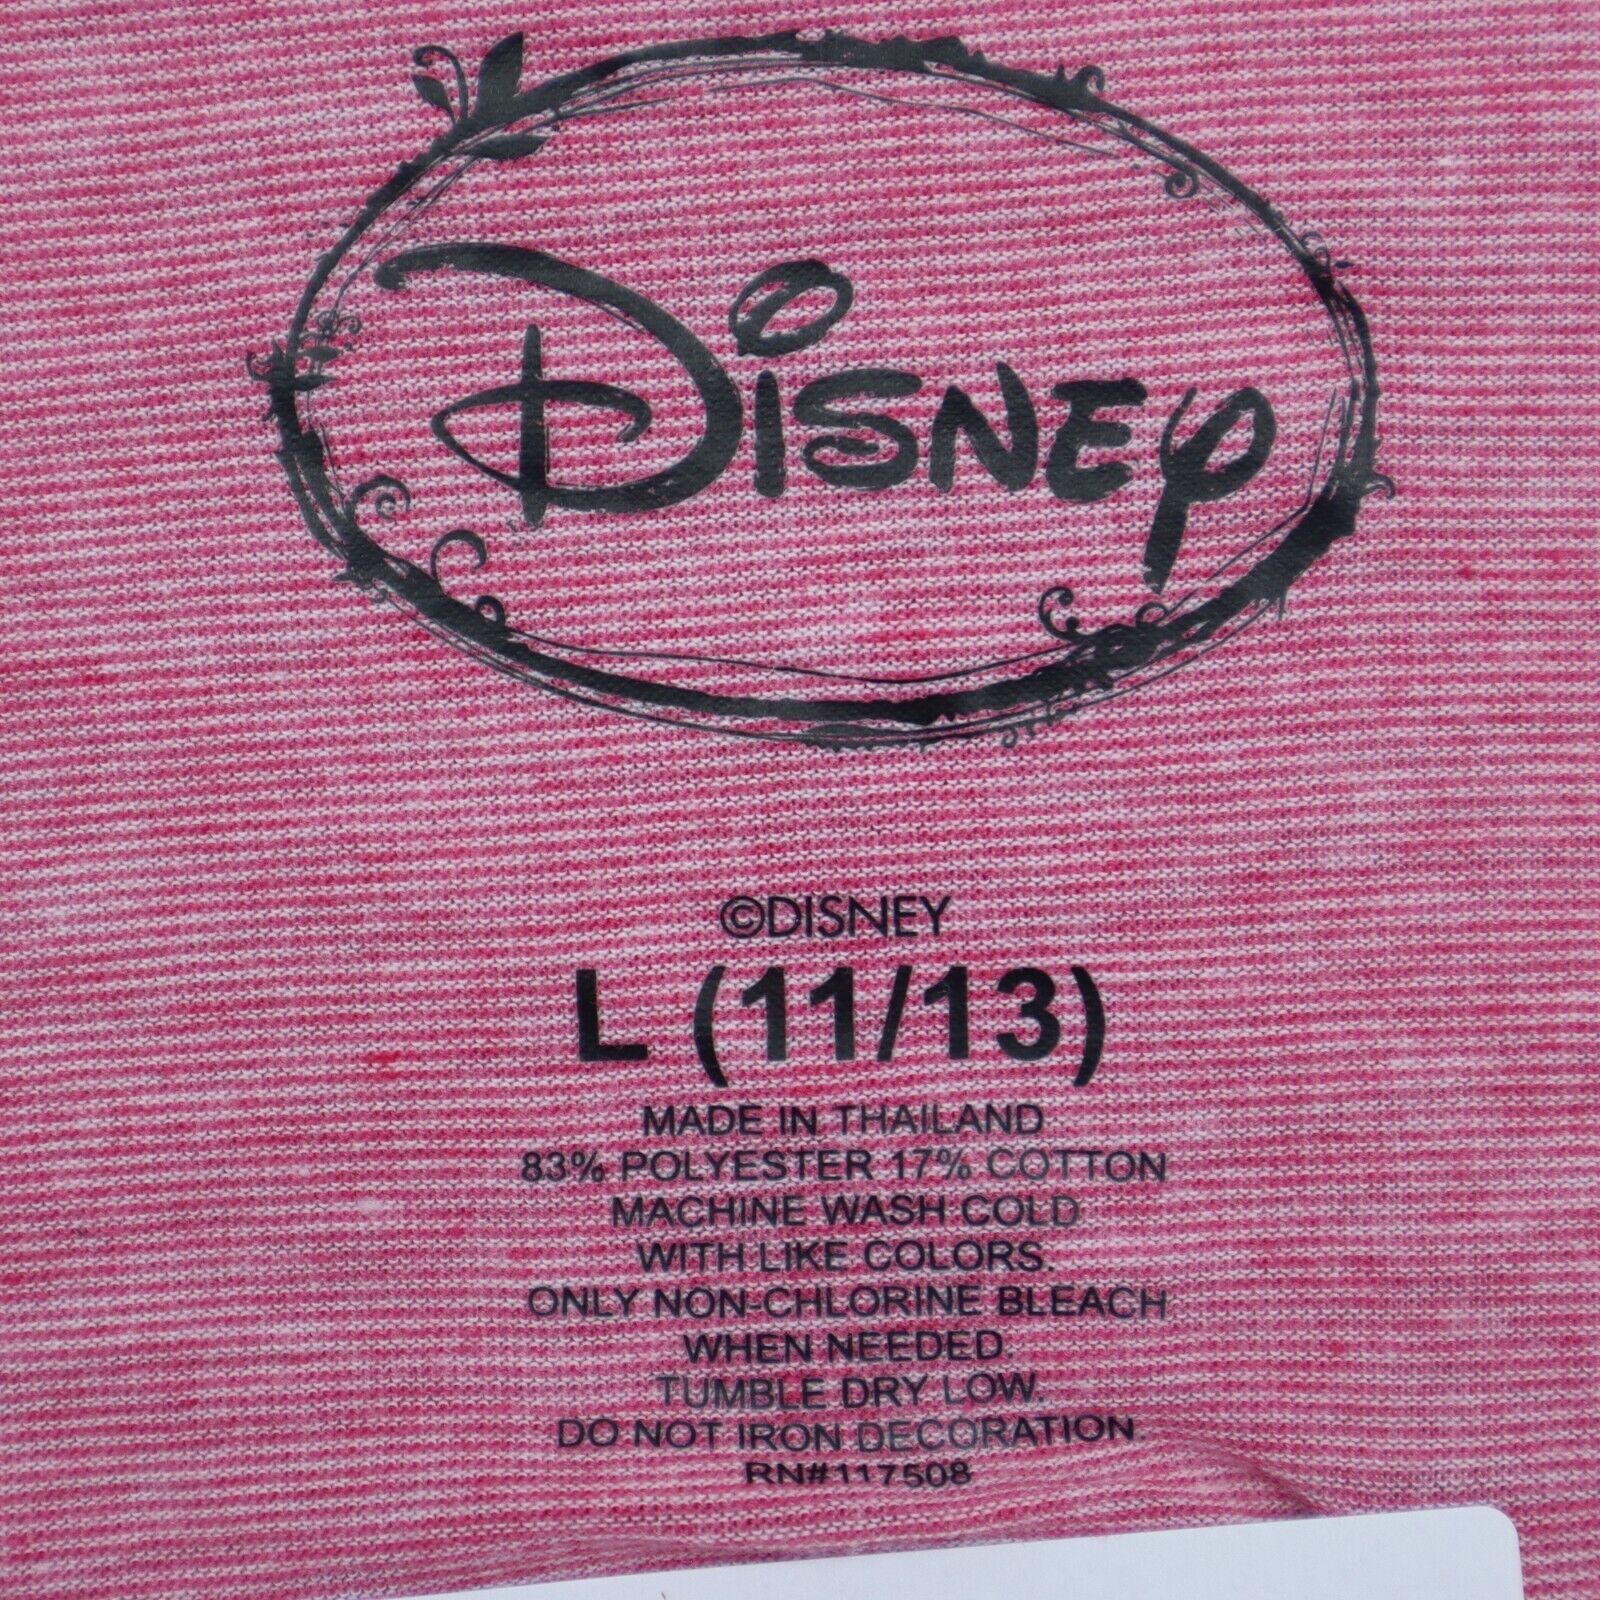 DISNEY
©DISNEY
L (11/13)
MADE IN THAILAND
83% POLYESTER 17% COTTON
MACHINE WASH COLD
WITH LIKE COLORS.
ONLY NON-CHLORINE BLEACH
WHEN NEEDED.
TUMBLE DRY LOW.
DO NOT IRON DECORATION.
RN#117508